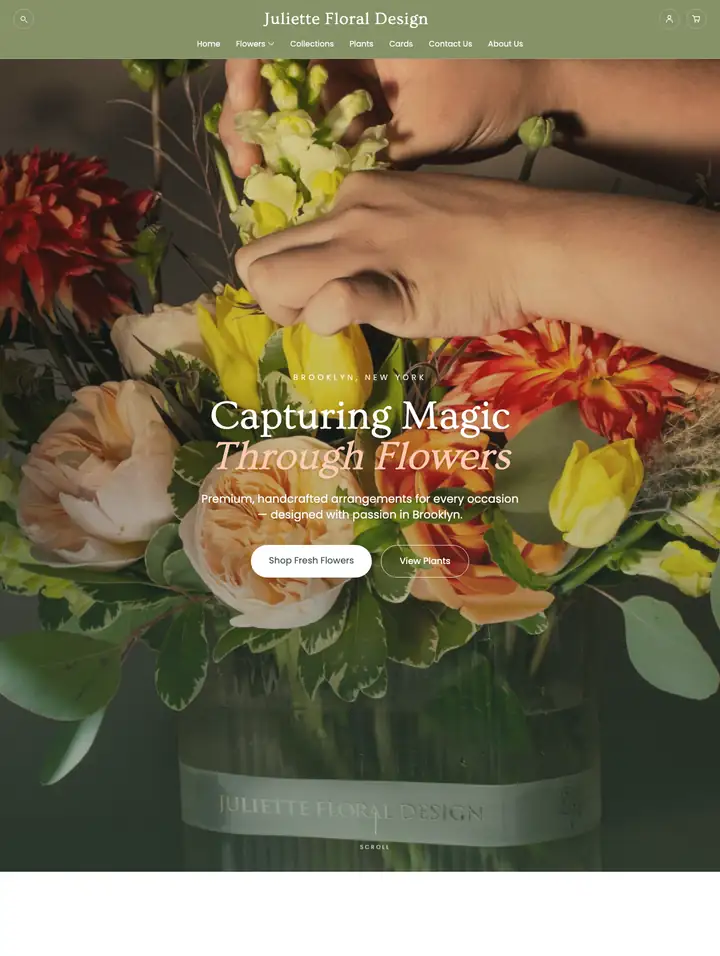 Juliette Floral Design
Home Flowers Collections Plants Cards Contact Us About Us
BROOKLYN, NEW YORK
Capturing Magic
Through Flowers
Premium, handcrafted arrangements for every occasion
— designed with passion in Brooklyn.
Shop Fresh Flowers View Plants
JULIETTE FLORAL DESIGN
SCROLL